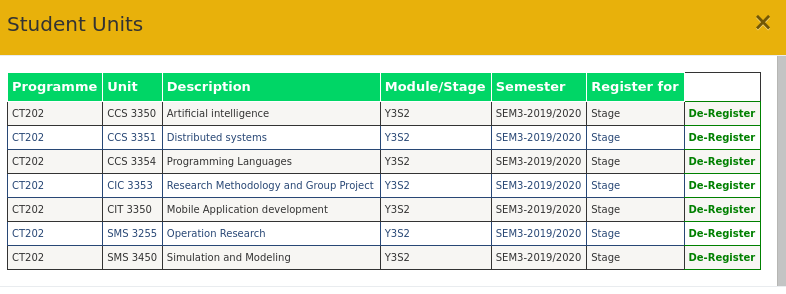 Student Units ×
Programme Unit Description Module/Stage Semester Register for
CT202 CCS 3350 Artificial intelligence Y3S2 SEM3-2019/2020 Stage De-Register
CT202 CCS 3351 Distributed systems Y3S2 SEM3-2019/2020 Stage De-Register
CT202 CCS 3354 Programming Languages Y3S2 SEM3-2019/2020 Stage De-Register
CT202 CIC 3353 Research Methodology and Group Project Y3S2 SEM3-2019/2020 Stage De-Register
CT202 CIT 3350 Mobile Application development Y3S2 SEM3-2019/2020 Stage De-Register
CT202 SMS 3255 Operation Research Y3S2 SEM3-2019/2020 Stage De-Register
CT202 SMS 3450 Simulation and Modeling Y3S2 SEM3-2019/2020 Stage De-Register